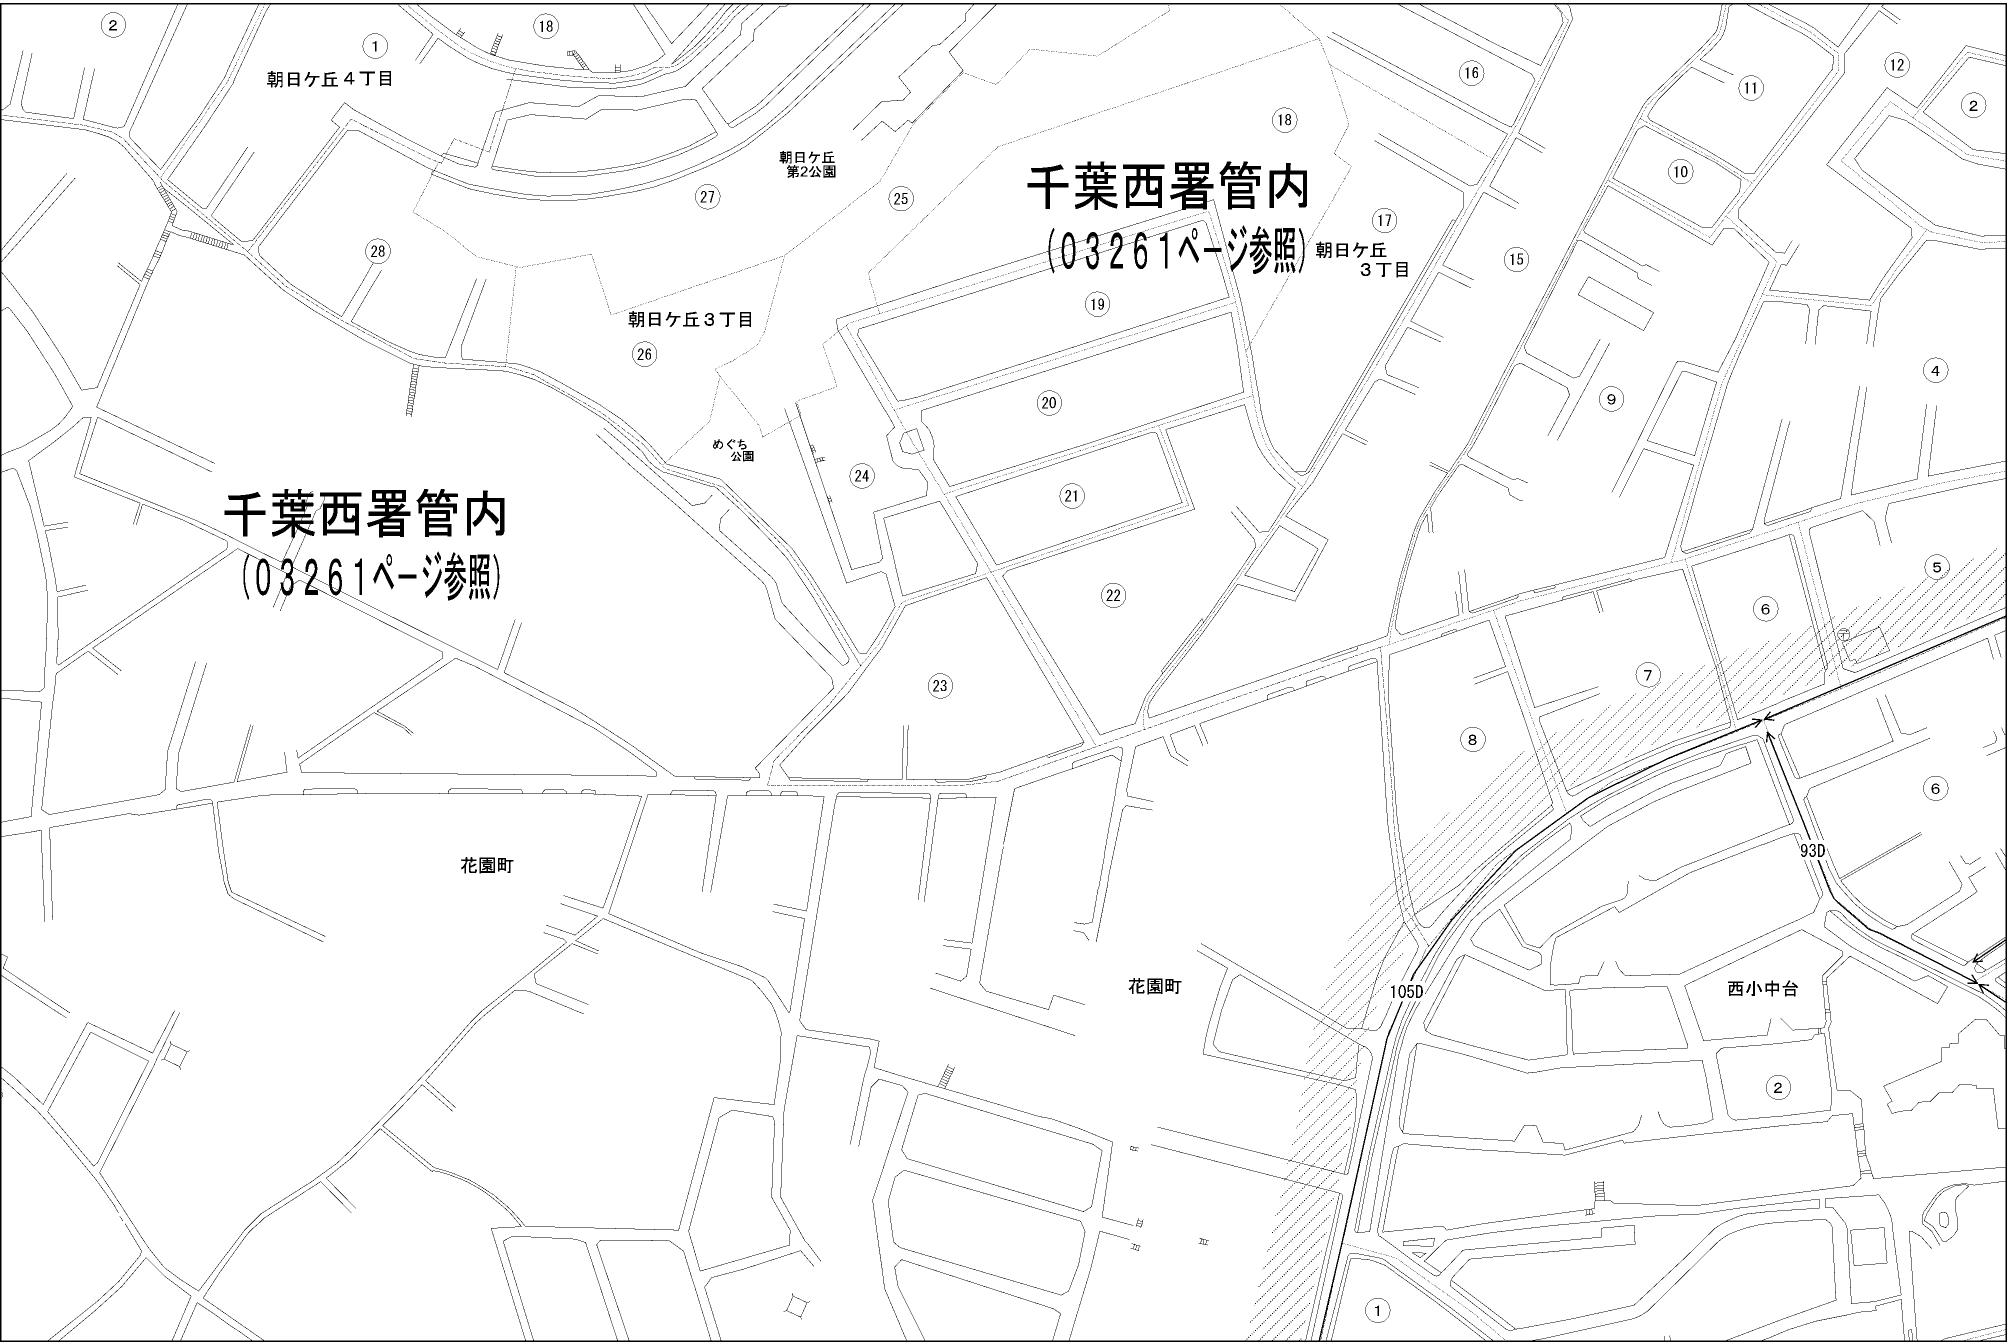 2
1
18
朝日ケ丘4丁目
16
11
12
2
18
朝日ケ丘
第2公園
27
25
千葉西署管内
(03261ページ参照)
10
17
朝日ケ丘
3丁目
15
28
19
朝日ケ丘3丁目
26
20
9
4
めぐち
公園
24
21
千葉西署管内
(03261ページ参照)
22
5
6
〒
23
7
8
6
93D
花園町
花園町
105D
西小中台
2
1